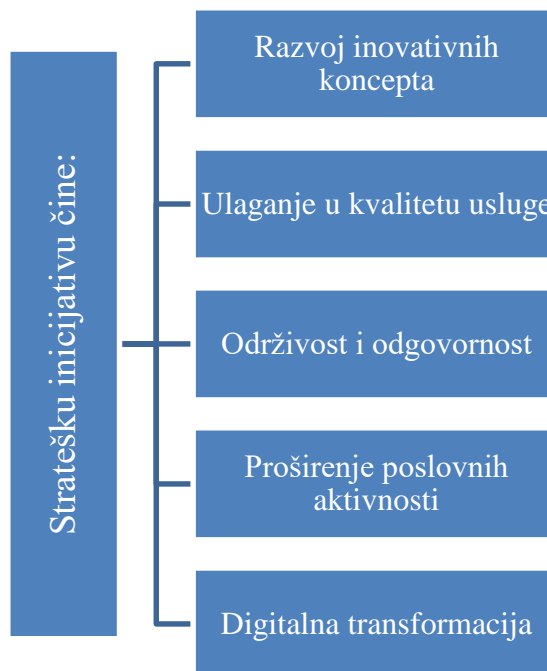 Stratešku inicijativu čine:
Razvoj inovativnih
koncepta
Ulaganje u kvalitetu usluge
Održivost i odgovornost
Proširenje poslovnih
aktivnosti
Digitalna transformacija